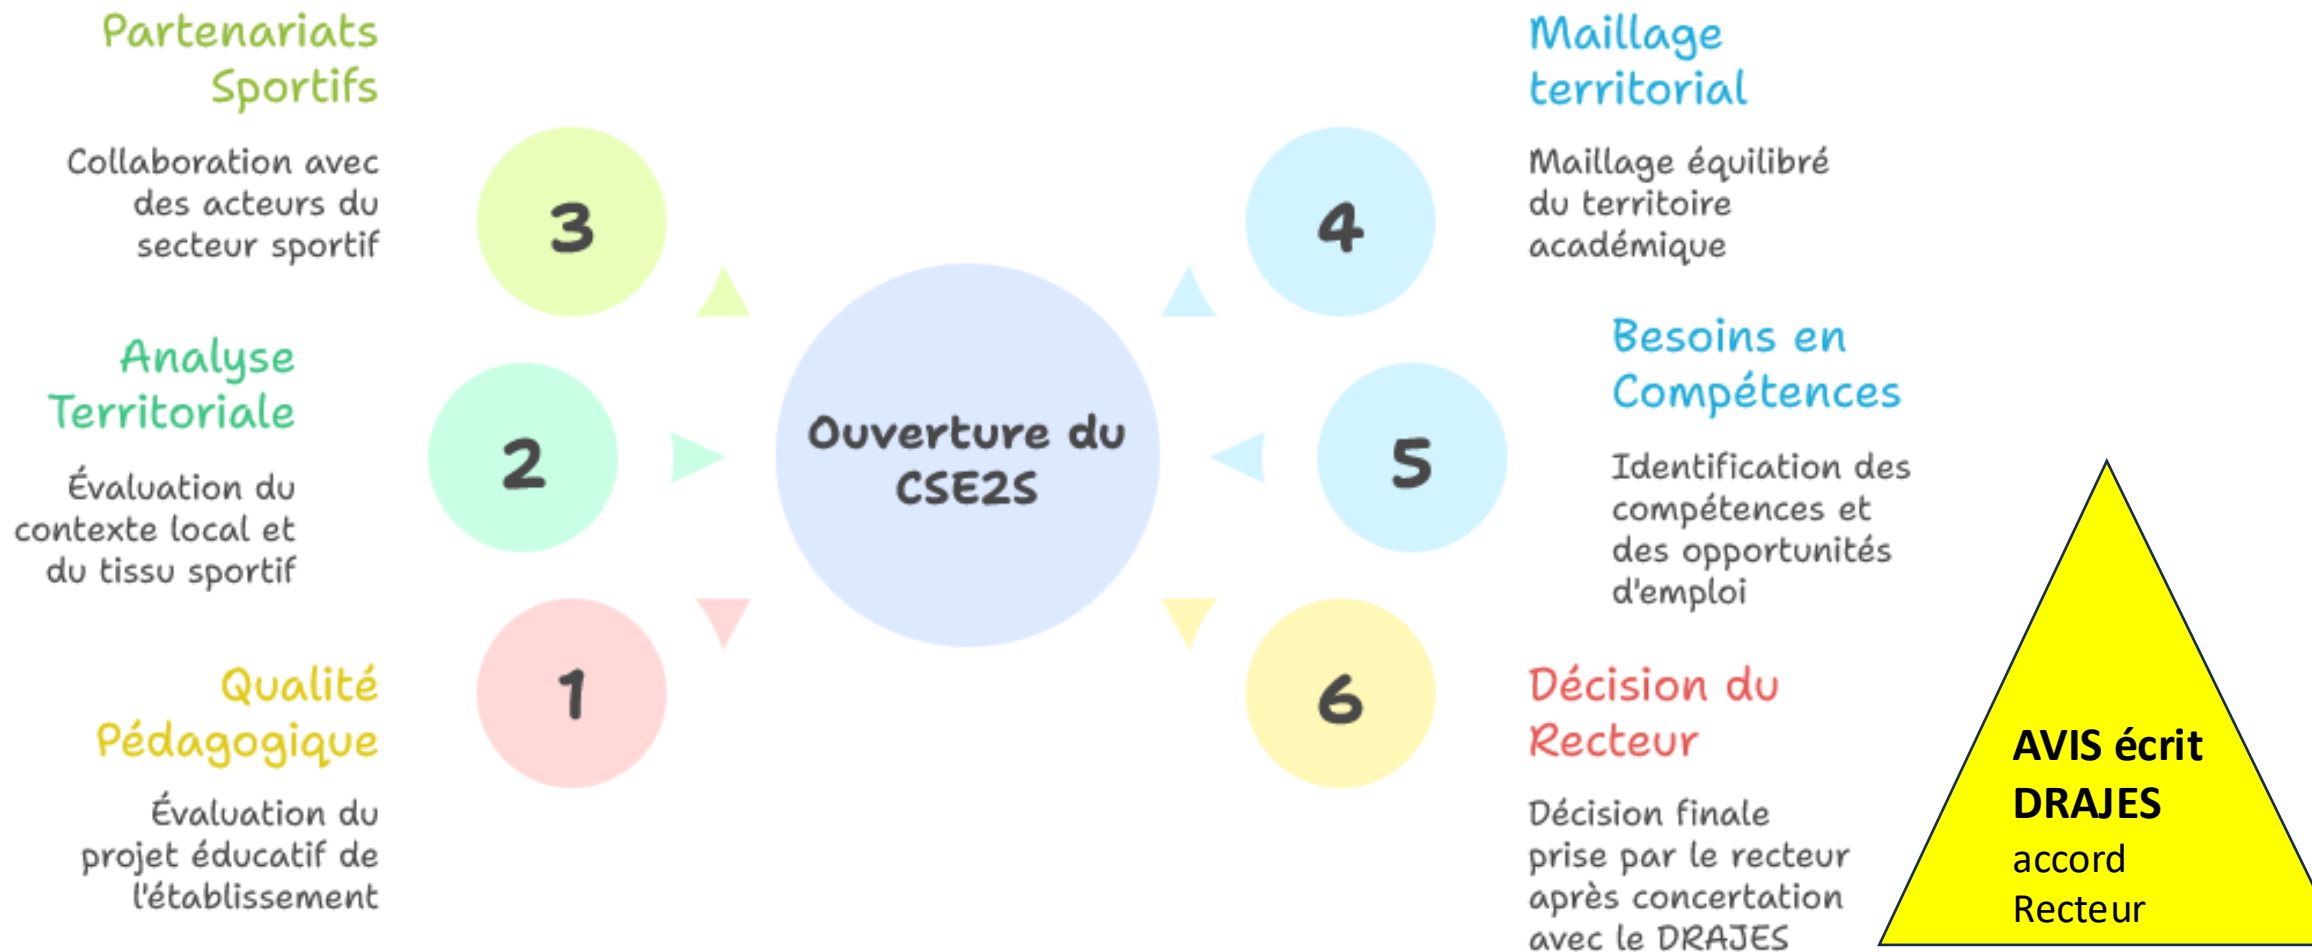 Partenariats
Sportifs
Collaboration avec
des acteurs du
secteur sportif
3
Analyse
Territoriale
Évaluation du
contexte local et
du tissu sportif
2
Qualité
Pédagogique
Évaluation du
projet éducatif de
l'établissement
1
Ouverture du
CSE2S
4
Maillage
territorial
Maillage équilibré
du territoire
académique
5
Besoins en
Compétences
Identification des
compétences et
des opportunités
d'emploi
6
Décision du
Recteur
Décision finale
prise par le recteur
après concertation
avec le DRAJES
AVIS écrit
DRAJES
accord
Recteur